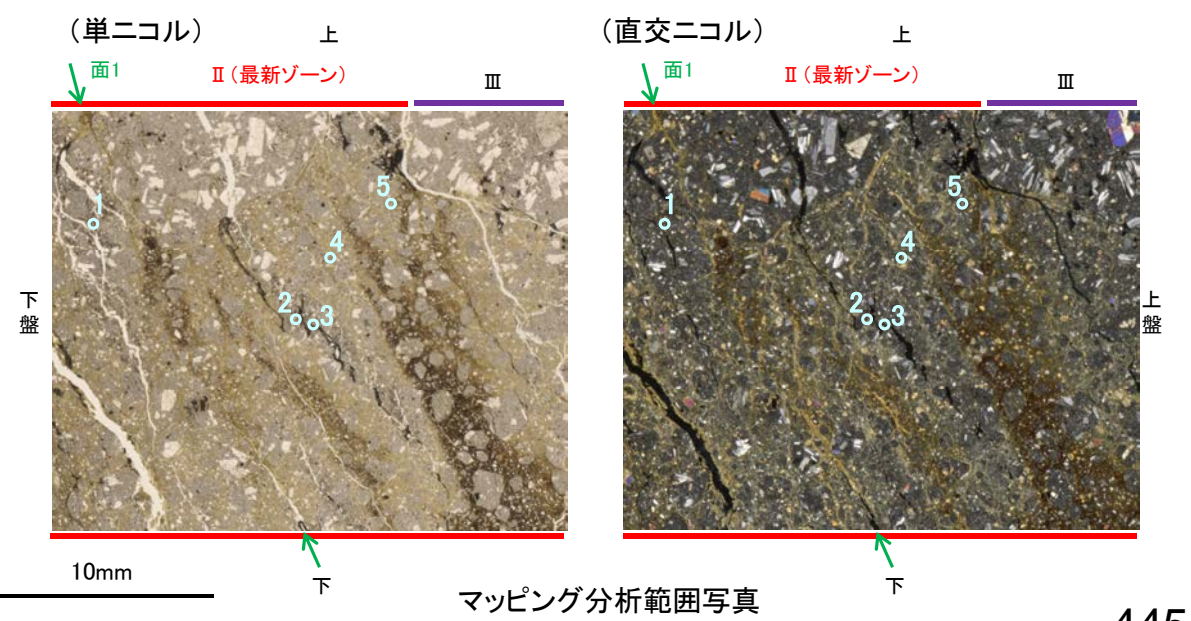 （単ニコル）
上
面1
Ⅱ（最新ゾーン）
Ⅲ
1
5
4
2
3
下盤
10mm
下
（直交ニコル）
上
面1
Ⅱ（最新ゾーン）
Ⅲ
1
5
4
2
3
上盤
下
マッピング分析範囲写真